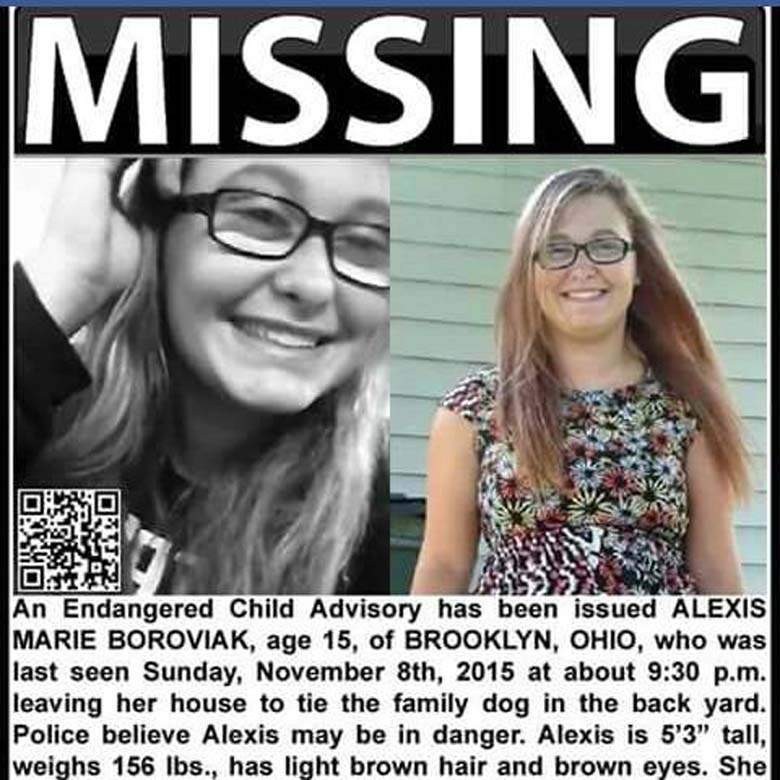 MISSING
An Endangered Child Advisory has been issued ALEXIS
MARIE BOROVIAK, age 15, of BROOKLYN, OHIO, who was
last seen Sunday, November 8th, 2015 at about 9:30 p.m.
leaving her house to tie the family dog in the back yard.
Police believe Alexis may be in danger. Alexis is 5'3” tall,
weighs 156 lbs., has light brown hair and brown eyes. She